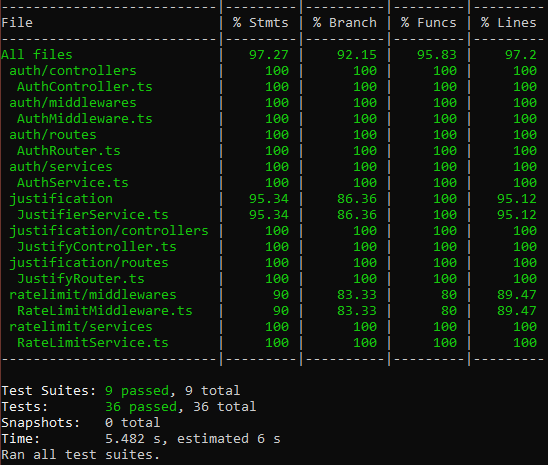 ---------------------------|---------|----------|---------|---------
File                       | % Stmts | % Branch | % Funcs | % Lines
---------------------------|---------|----------|---------|---------
All files                  |   97.27 |    92.15 |   95.83 |    97.2
 auth/controllers          |     100 |      100 |     100 |     100
  AuthController.ts        |     100 |      100 |     100 |     100
 auth/middlewares          |     100 |      100 |     100 |     100
  AuthMiddleware.ts        |     100 |      100 |     100 |     100
 auth/routes               |     100 |      100 |     100 |     100
  AuthRouter.ts            |     100 |      100 |     100 |     100
 auth/services             |     100 |      100 |     100 |     100
  AuthService.ts           |     100 |      100 |     100 |     100
 justification             |   95.34 |    86.36 |     100 |   95.12
  JustifierService.ts      |   95.34 |    86.36 |     100 |   95.12
 justification/controllers |     100 |      100 |     100 |     100
  JustifyController.ts     |     100 |      100 |     100 |     100
 justification/routes      |     100 |      100 |     100 |     100
  JustifyRouter.ts         |     100 |      100 |     100 |     100
 ratelimit/middlewares     |      90 |    83.33 |      80 |   89.47
  RateLimitMiddleware.ts   |      90 |    83.33 |      80 |   89.47
 ratelimit/services        |     100 |      100 |     100 |     100
  RateLimitService.ts      |     100 |      100 |     100 |     100
---------------------------|---------|----------|---------|---------

Test Suites: 9 passed, 9 total
Tests:       36 passed, 36 total
Snapshots:   0 total
Time:        5.482 s, estimated 6 s
Ran all test suites.